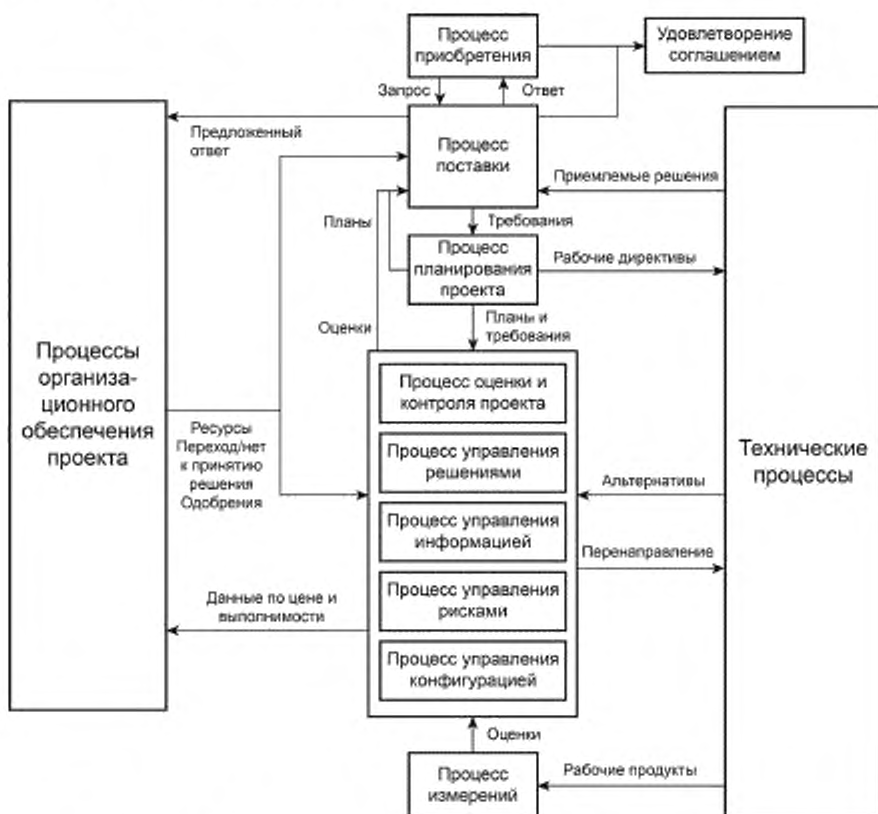 Процесс
приобретения
Удовлетворение
соглашением
Запрос
Ответ
Предложенный
ответ
Процесс
поставки
Приемлемые решения
Планы
Требования
Процесс
планирования
проекта
Рабочие директивы
Оценки
Планы и
требования
Процессы
организа-
ционного
обеспечения
проекта
Процесс оценки и
контроля проекта
Ресурсы
Переход/нет
к принятию
решения
Одобрения
Процесс управления
решениями
Технические
процессы
Альтернативы
Процесс управления
информацией
Перенаправление
Данные по цене и
выполнимости
Процесс управления
рисками
Процесс управления
конфигурацией
Оценки
Процесс
измерений
Рабочие продукты